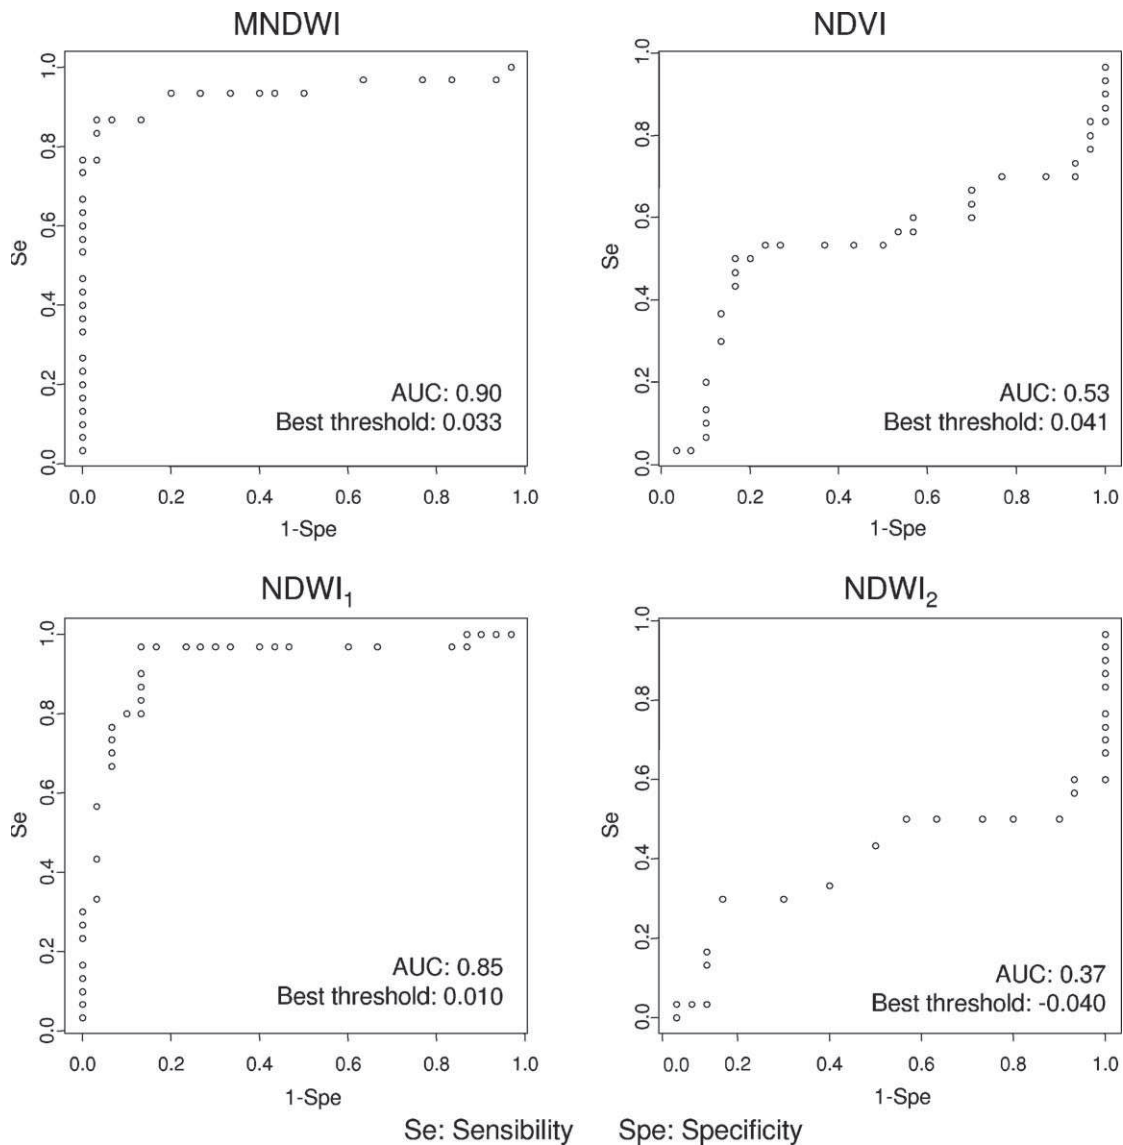 MNDWI
1.0
0.8
0.6
0.4
0.2
0.0
Se
AUC: 0.90
Best threshold: 0.033
0.0 0.2 0.4 0.6 0.8 1.0
1-Spe
NDVI
1.0
0.8
0.6
0.4
0.2
0.0
Se
AUC: 0.53
Best threshold: 0.041
0.0 0.2 0.4 0.6 0.8 1.0
1-Spe
NDWI₁
1.0
0.8
0.6
0.4
0.2
0.0
Se
AUC: 0.85
Best threshold: 0.010
0.0 0.2 0.4 0.6 0.8 1.0
1-Spe
NDWI₂
1.0
0.8
0.6
0.4
0.2
0.0
Se
AUC: 0.37
Best threshold: -0.040
0.0 0.2 0.4 0.6 0.8 1.0
1-Spe
Se: Sensibility Spe: Specificity